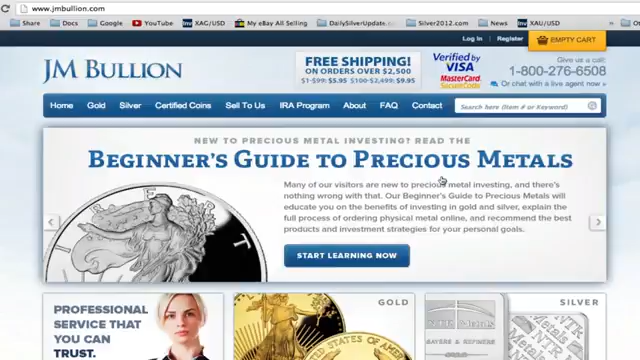 www.jmbullion.com
Docs
Google
YouTube
XAG/USD
My eBay All Selling
DailySilverUpdate.
Silver2012.com
News
XAU/USD
Log In | Register
EMPTY CART
JM BULLION
FREE SHIPPING!
ON ORDERS OVER $2,500
$1-$99: $5.95 $100-$2,499: $9.95
Verified by
VISA
MasterCard
SecureCode
Give us a call:
1-800-276-6508
Or chat with a live agent now »
Home
Gold
Silver
Certified Coins
Sell To Us
IRA Program
About
FAQ
Contact
Search here (Item # or Keyword)
NEW TO PRECIOUS METAL INVESTING? READ THE
BEGINNER'S GUIDE TO PRECIOUS METALS
Many of our visitors are new to precious metal investing, and there's
nothing wrong with that. Our Beginner's Guide to Precious Metals will
educate you on the benefits of investing in gold and silver, explain the
full process of ordering physical metal online, and recommend the best
products and investment strategies for your personal goals.
START LEARNING NOW
PROFESSIONAL
SERVICE THAT
YOU CAN
TRUST.
GOLD
SILVER